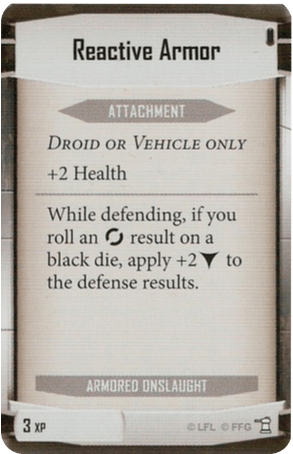 Reactive Armor
ATTACHMENT
DROID OR VEHICLE ONLY
+2 Health
While defending, if you
roll an result on a
black die, apply +2 to
the defense results.
ARMORED ONSLAUGHT
3 XP © LFL © FFG